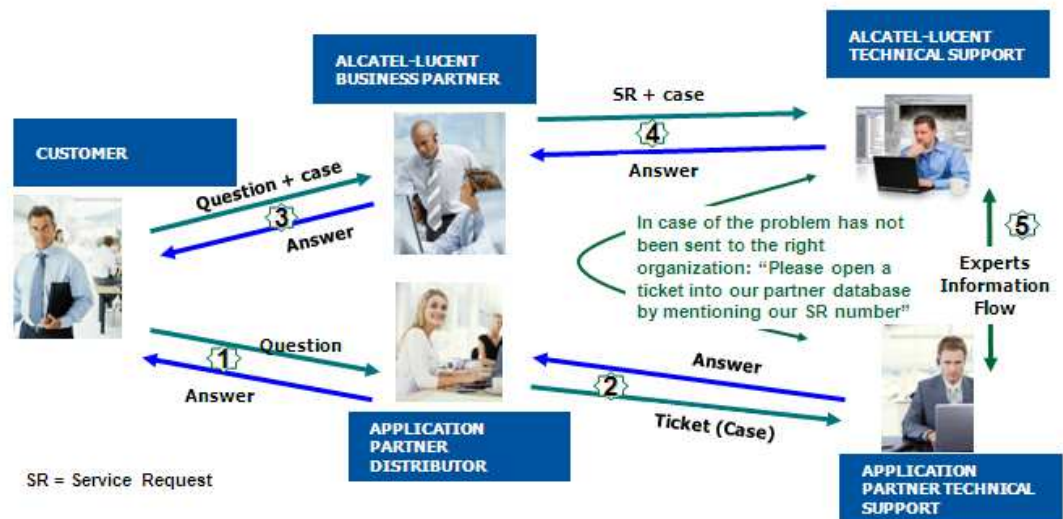 ALCATEL-LUCENT
BUSINESS PARTNER
ALCATEL-LUCENT
TECHNICAL SUPPORT
SR + case
4
Answer
CUSTOMER
Question + case
3
Answer
In case of the problem has not
been sent to the right
organization: “Please open a
ticket into our partner database
by mentioning our SR number”
5
Experts
Information
Flow
Question
1
Answer
Answer
2
Ticket (Case)
APPLICATION
PARTNER
DISTRIBUTOR
APPLICATION
PARTNER TECHNICAL
SUPPORT
SR = Service Request